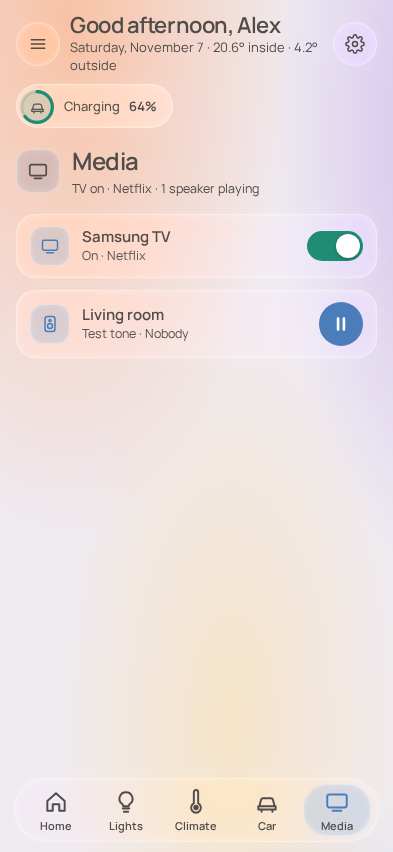 Good afternoon, Alex
Saturday, November 7 · 20.6° inside · 4.2°
outside
Charging 64%
Media
TV on · Netflix · 1 speaker playing
Samsung TV
On · Netflix
Living room
Test tone · Nobody
Home Lights Climate Car Media